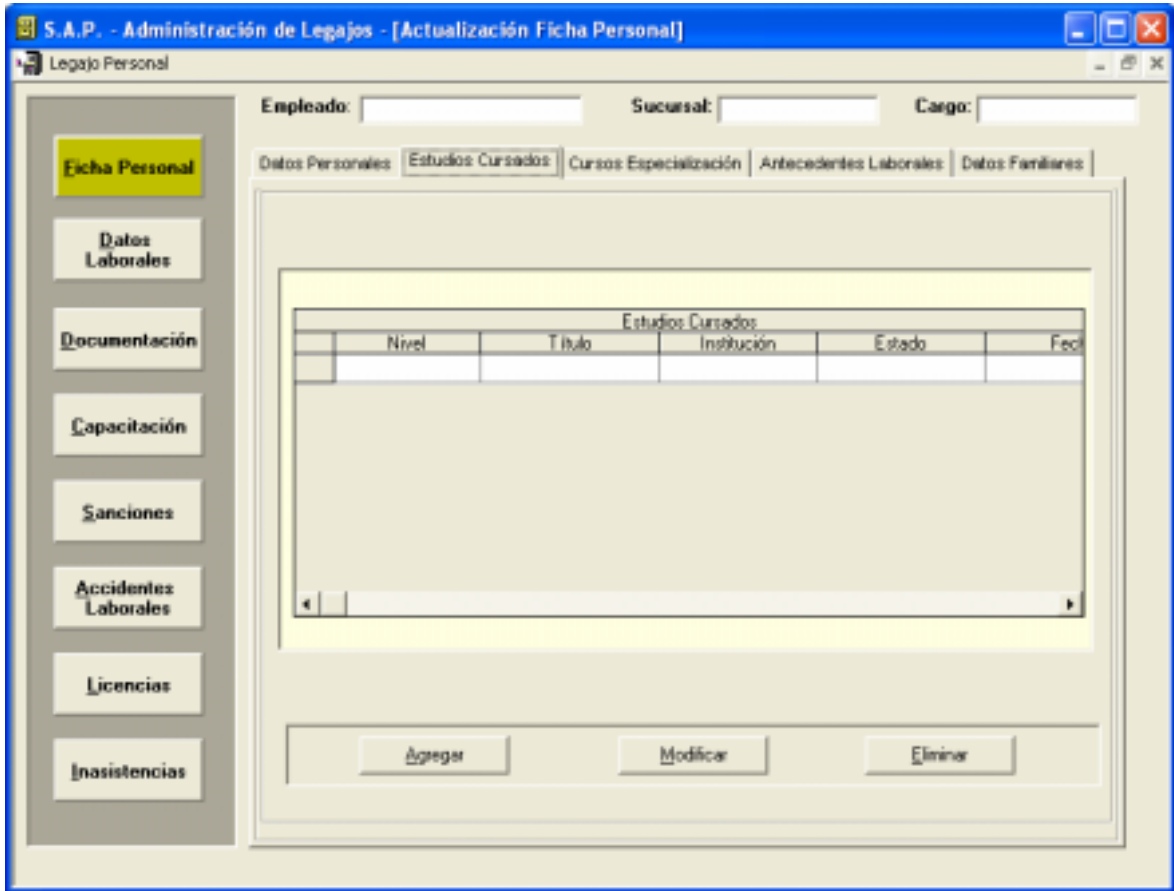 S.A.P. - Administración de Legajos - [Actualización Ficha Personal]
Legajo Personal
Empleado: Sucursal: Cargo:
Datos Personales Estudios Cursados Cursos Especialización Antecedentes Laborales Datos Familiares
Ficha Personal
Datos
Laborales
Documentación
Capacitación
Sanciones
Accidentes
Laborales
Licencias
Inasistencias
Estudios Cursados
Nivel Título Institución Estado Fech
Agregar Modificar Eliminar